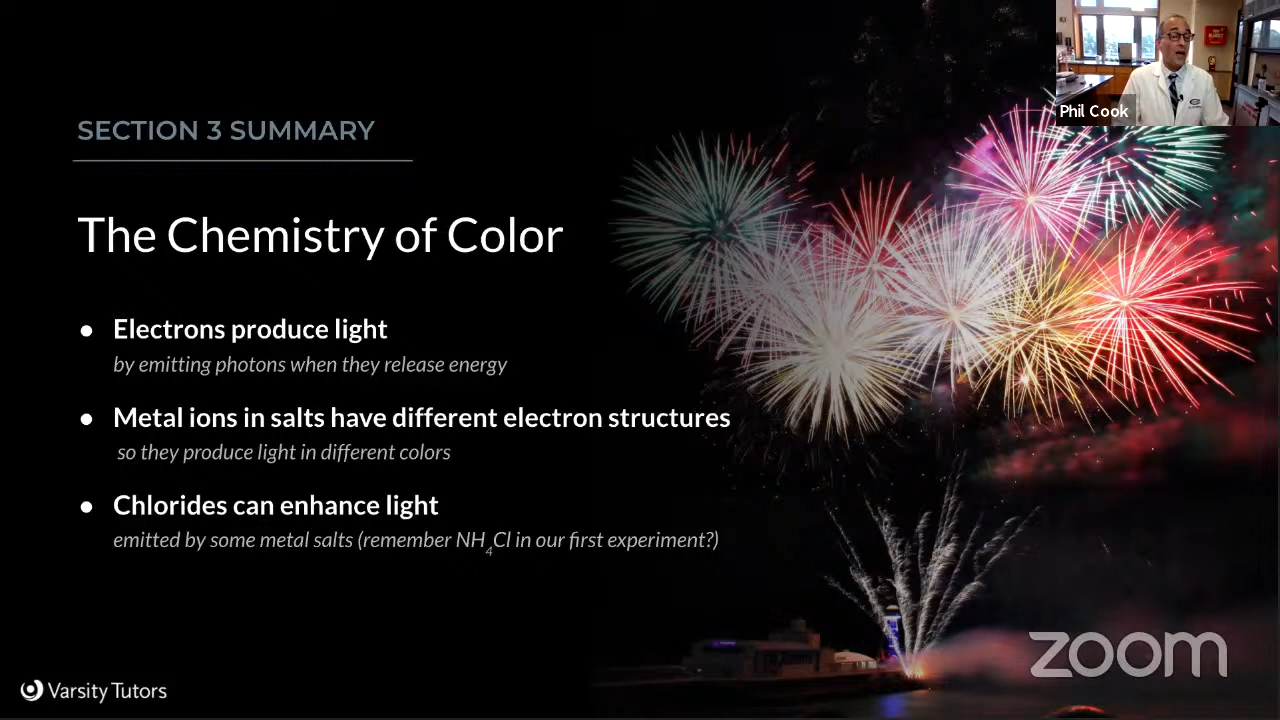 Phil Cook
SECTION 3 SUMMARY
The Chemistry of Color
● Electrons produce light
by emitting photons when they release energy
● Metal ions in salts have different electron structures
so they produce light in different colors
● Chlorides can enhance light
emitted by some metal salts (remember NH₄Cl in our first experiment?)
zoom
Varsity Tutors